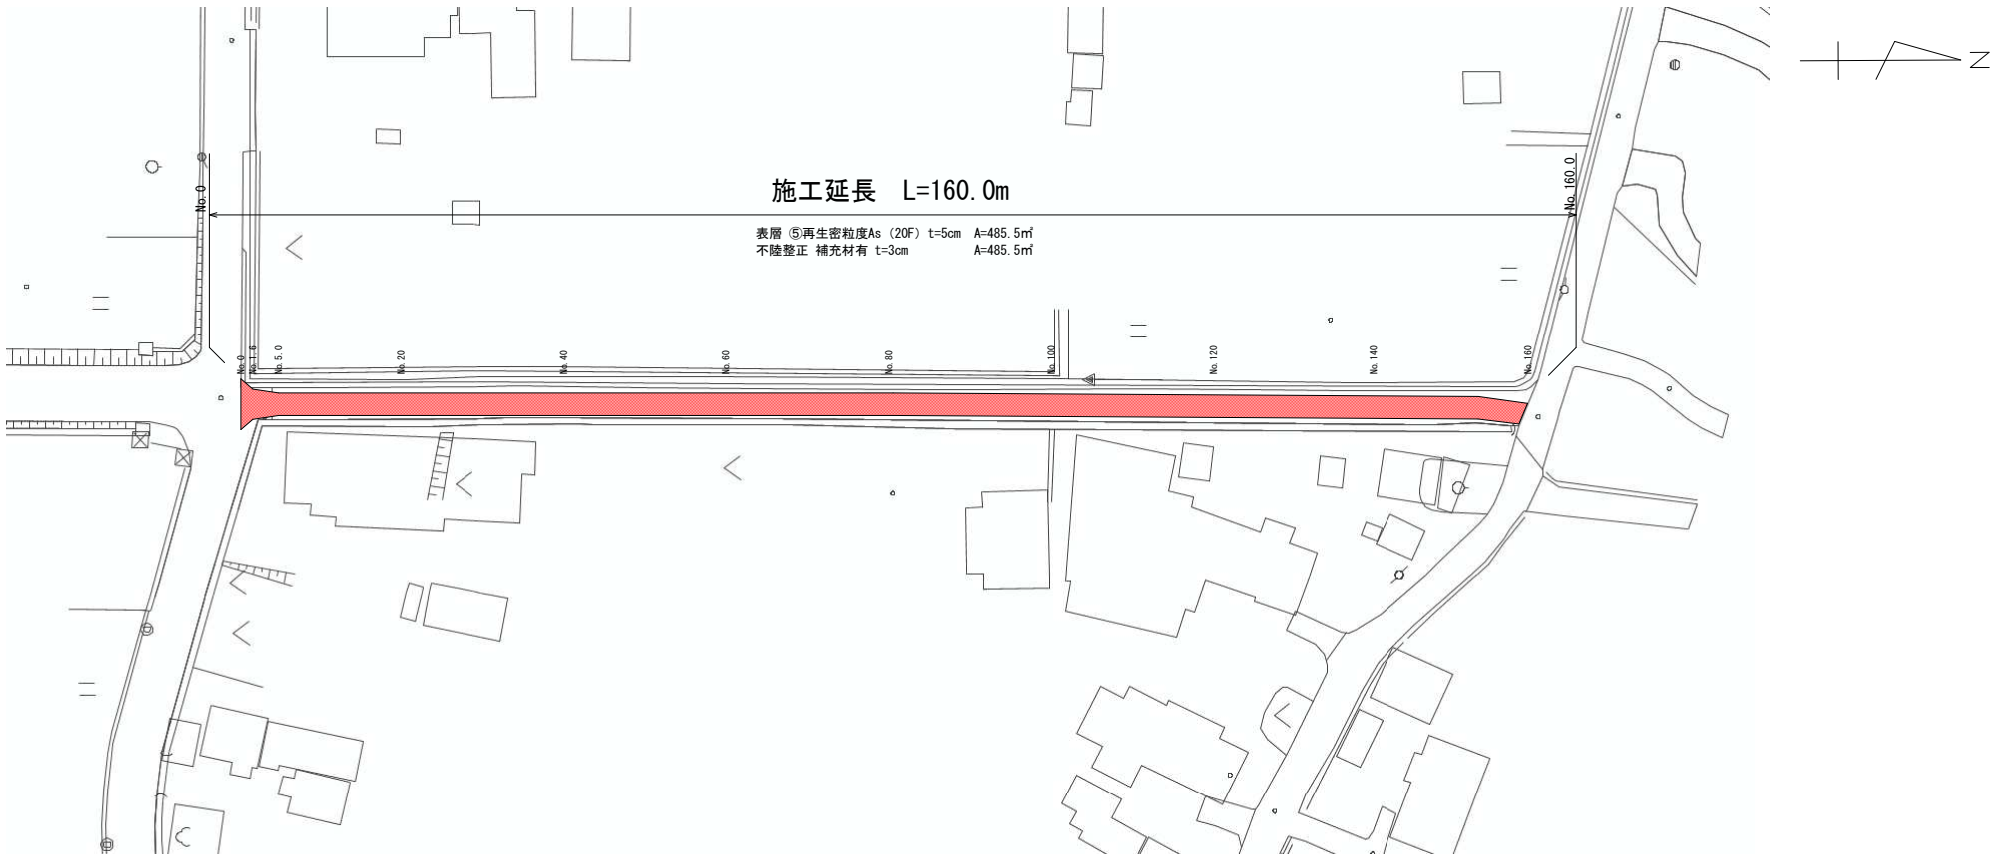 施工延長 L=160.0m
表層 ⑤再生密粒度As (20F) t=5cm A=485.5㎡
不陸整正 補充材有 t=3cm A=485.5㎡
No.0
No.160.0
No.0
No.1.6
No.5.0
No.20
No.40
No.60
No.80
No.100
No.120
No.140
No.160
N